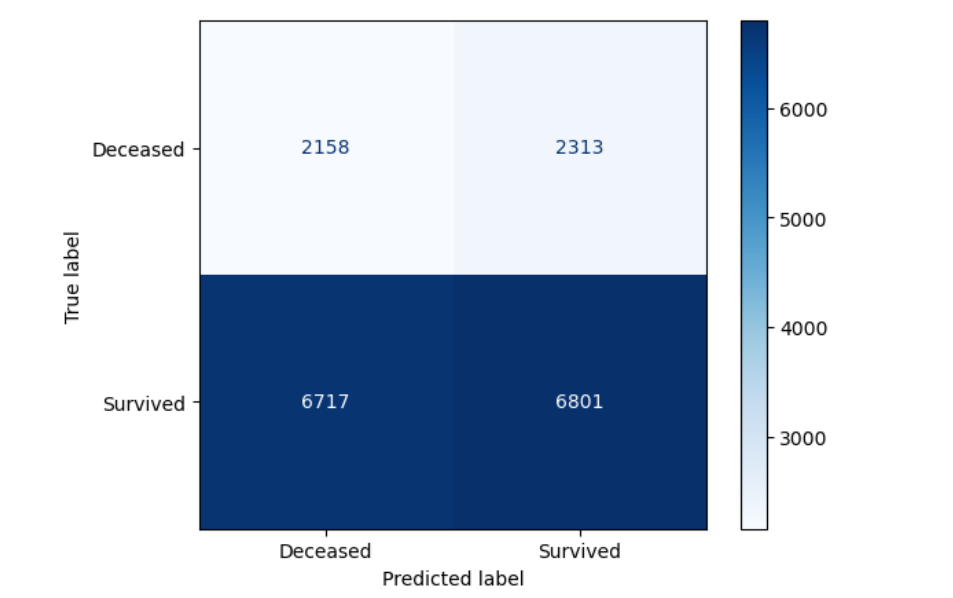 6000
Deceased
2158
2313
5000
True label
4000
Survived
6717
6801
3000
Deceased
Survived
Predicted label